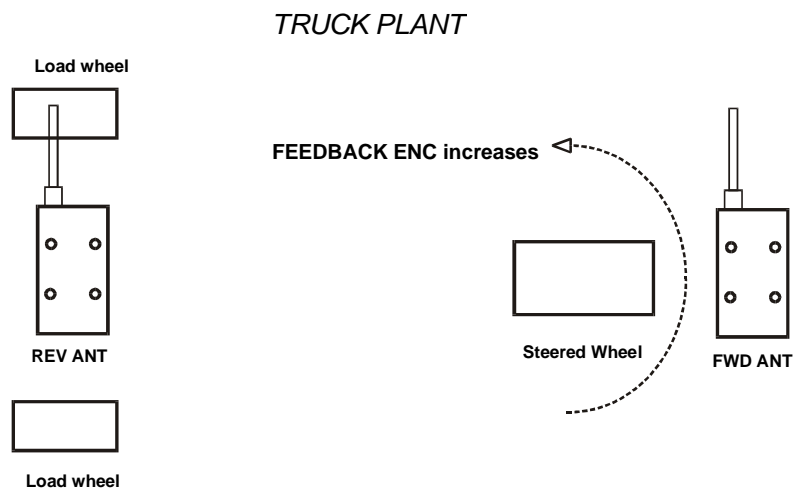 TRUCK PLANT
Load wheel
FEEDBACK ENC increases
REV ANT
Steered Wheel
FWD ANT
Load wheel